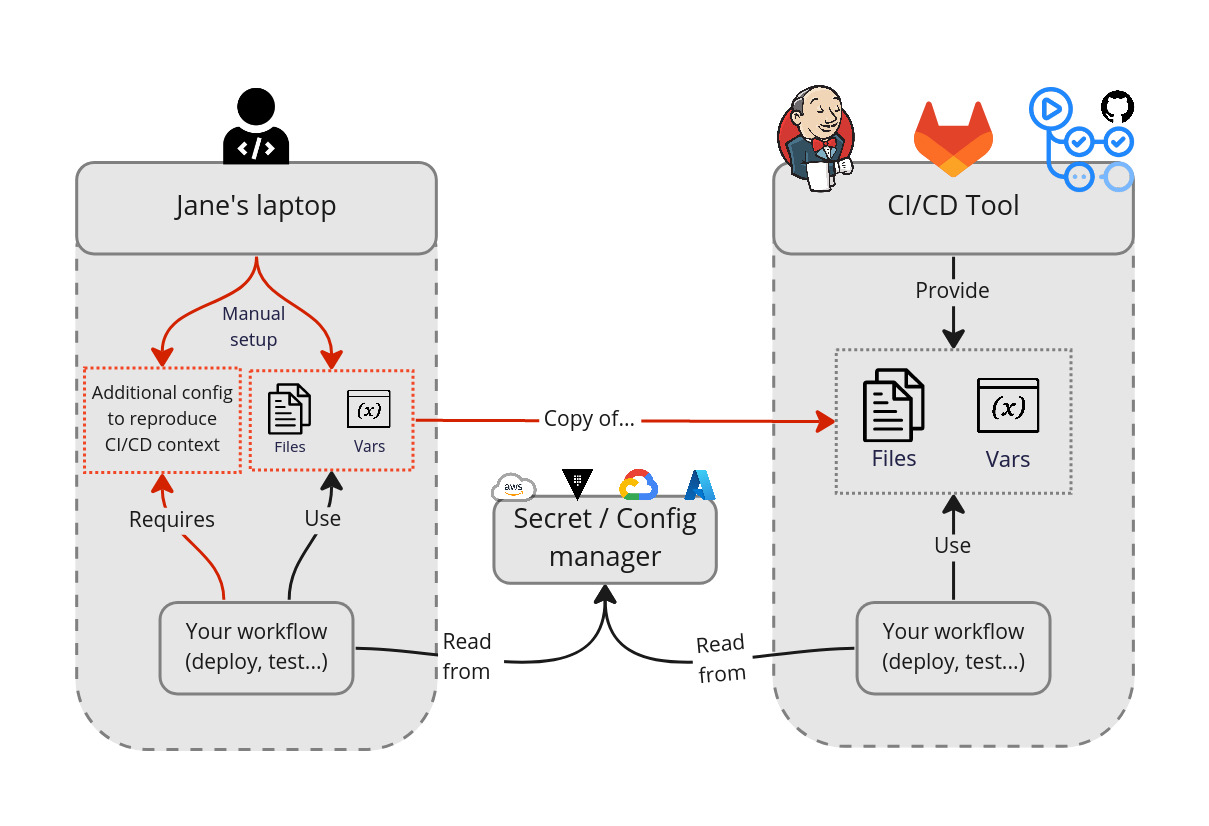 </>
Jane's laptop
CI/CD Tool
Manual
setup
Provide
Additional config
to reproduce
CI/CD context
(x)
Files
Vars
Copy of...
(x)
Files
Vars
aws
Secret / Config
manager
Requires
Use
Use
Your workflow
(deploy, test...)
Read
from
Read
from
Your workflow
(deploy, test...)